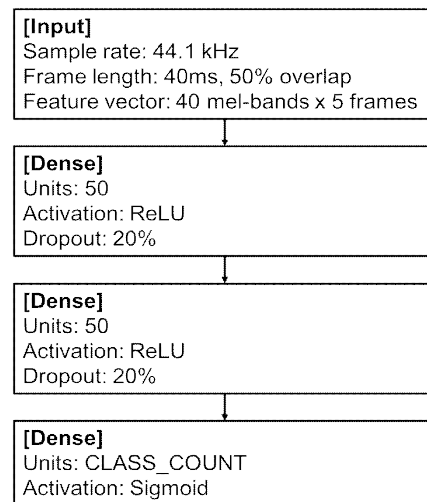 [Input]
Sample rate: 44.1 kHz
Frame length: 40ms, 50% overlap
Feature vector: 40 mel-bands x 5 frames
[Dense]
Units: 50
Activation: ReLU
Dropout: 20%
[Dense]
Units: 50
Activation: ReLU
Dropout: 20%
[Dense]
Units: CLASS_COUNT
Activation: Sigmoid